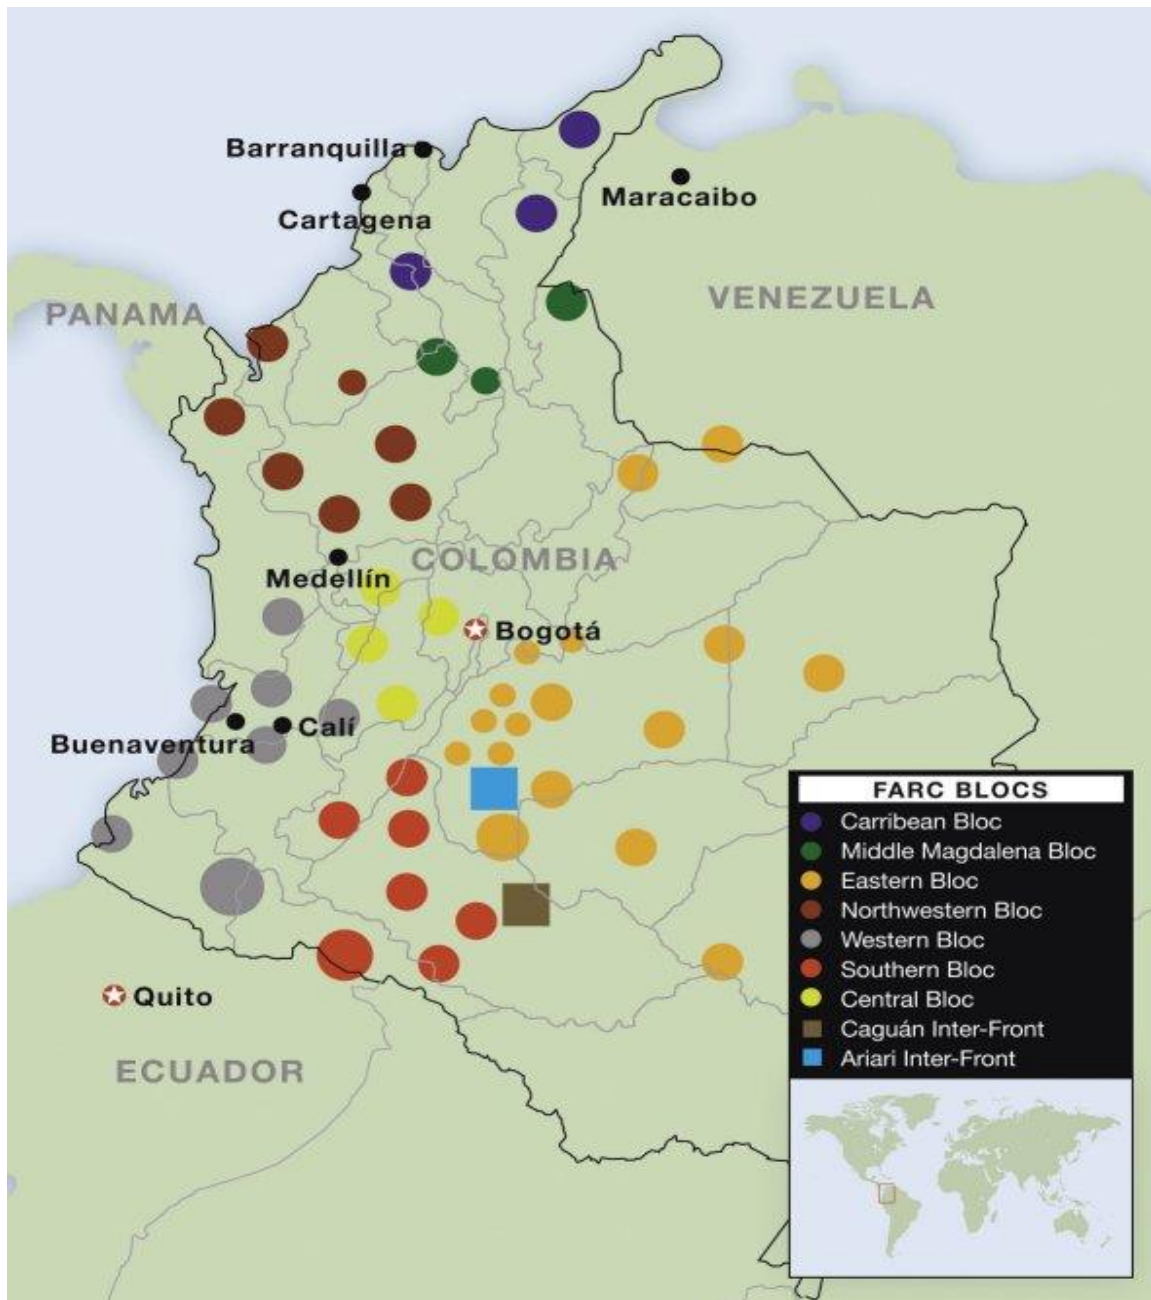 Barranquilla
Maracaibo
Cartagena
VENEZUELA
PANAMA
COLOMBIA
Medellín
Bogotá
Calí
Buenaventura
FARC BLOCS
Carribean Bloc
Middle Magdalena Bloc
Eastern Bloc
Northwestern Bloc
Western Bloc
Southern Bloc
Central Bloc
Caguán Inter-Front
Ariari Inter-Front
Quito
ECUADOR